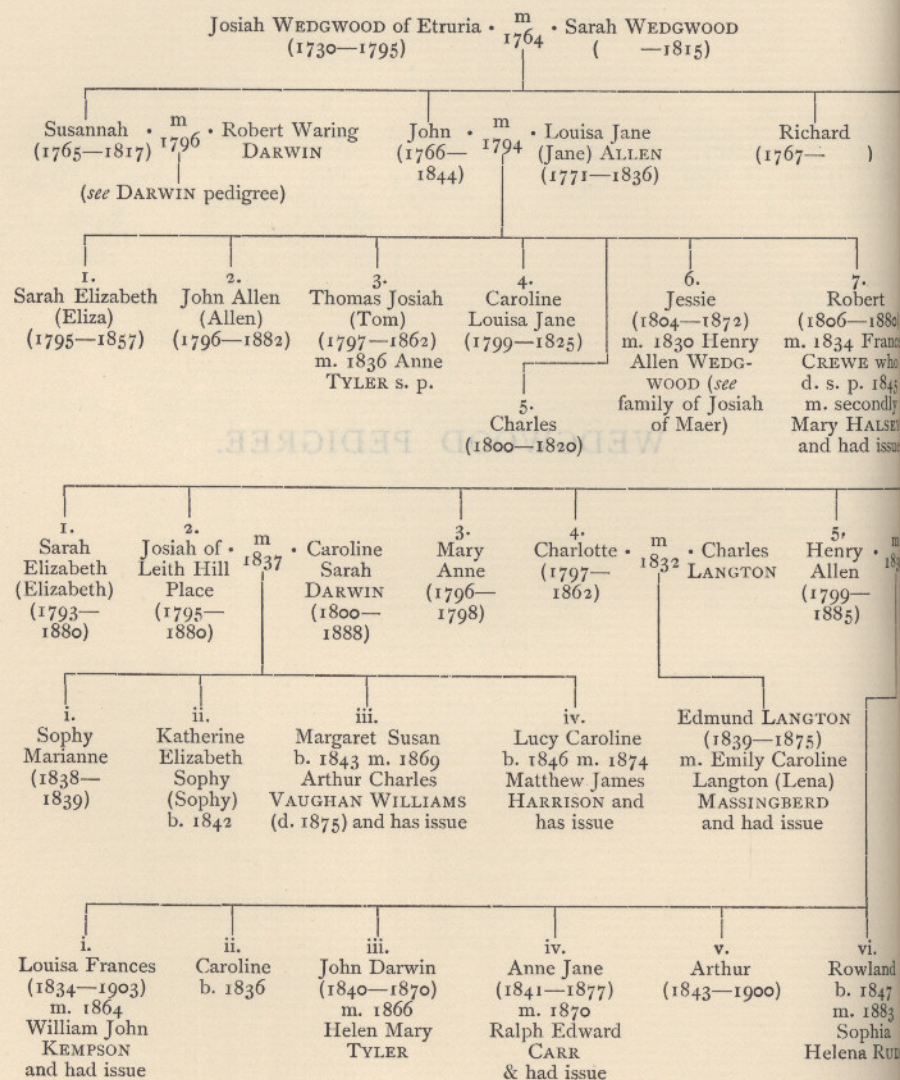 Josiah WEDGWOOD of Etruria · m 1764 · Sarah WEDGWOOD
(1730—1795) ( —1815)
Susannah · m 1796 · Robert Waring
(1765—1817) DARWIN
(see DARWIN pedigree)
John · m 1794 · Louisa Jane
(1766— (Jane) ALLEN
1844) (1771—1836)
Richard
(1767— )
1.
Sarah Elizabeth
(Eliza)
(1795—1857)
2.
John Allen
(Allen)
(1796—1882)
3.
Thomas Josiah
(Tom)
(1797—1862)
m. 1836 Anne
TYLER s. p.
4.
Caroline
Louisa Jane
(1799—1825)
5.
Charles
(1800—1820)
6.
Jessie
(1804—1872)
m. 1830 Henry
Allen WEDG-
WOOD (see
family of Josiah
of Maer)
7.
Robert
(1806—1880
m. 1834
CREWE who
d. s. p. 1845
m. secondly
Mary
and had
WEDGWOOD PEDIGREE.
1.
Sarah
Elizabeth
(Elizabeth)
(1793—
1880)
2.
Josiah of · m 1837 · Caroline
Leith Hill Sarah
Place DARWIN
(1795— (1800—
1880) 1888)
3.
Mary
Anne
(1796—
1798)
4.
Charlotte · m 1832 · Charles
(1797— LANGTON
1862)
5.
Henry ·
Allen
(1799—
1885)
i.
Sophy
Marianne
(1838—
1839)
ii.
Katherine
Elizabeth
Sophy
(Sophy)
b. 1842
iii.
Margaret Susan
b. 1843 m. 1869
Arthur Charles
VAUGHAN WILLIAMS
(d. 1875) and has issue
iv.
Lucy Caroline
b. 1846 m. 1874
Matthew James
HARRISON and
has issue
Edmund LANGTON
(1839—1875)
m. Emily Caroline
Langton (Lena)
MASSINGBERD
and had issue
i.
Louisa Frances
(1834—1903)
m. 1864
William John
KEMPSON
and had issue
ii.
Caroline
b. 1836
iii.
John Darwin
(1840—1870)
m. 1866
Helen Mary
TYLER
iv.
Anne Jane
(1841—1877)
m. 1870
Ralph Edward
CARR
& had issue
v.
Arthur
(1843—1900)
vi.
Rowland
b. 1847
m. 1883
Sophia
Helena